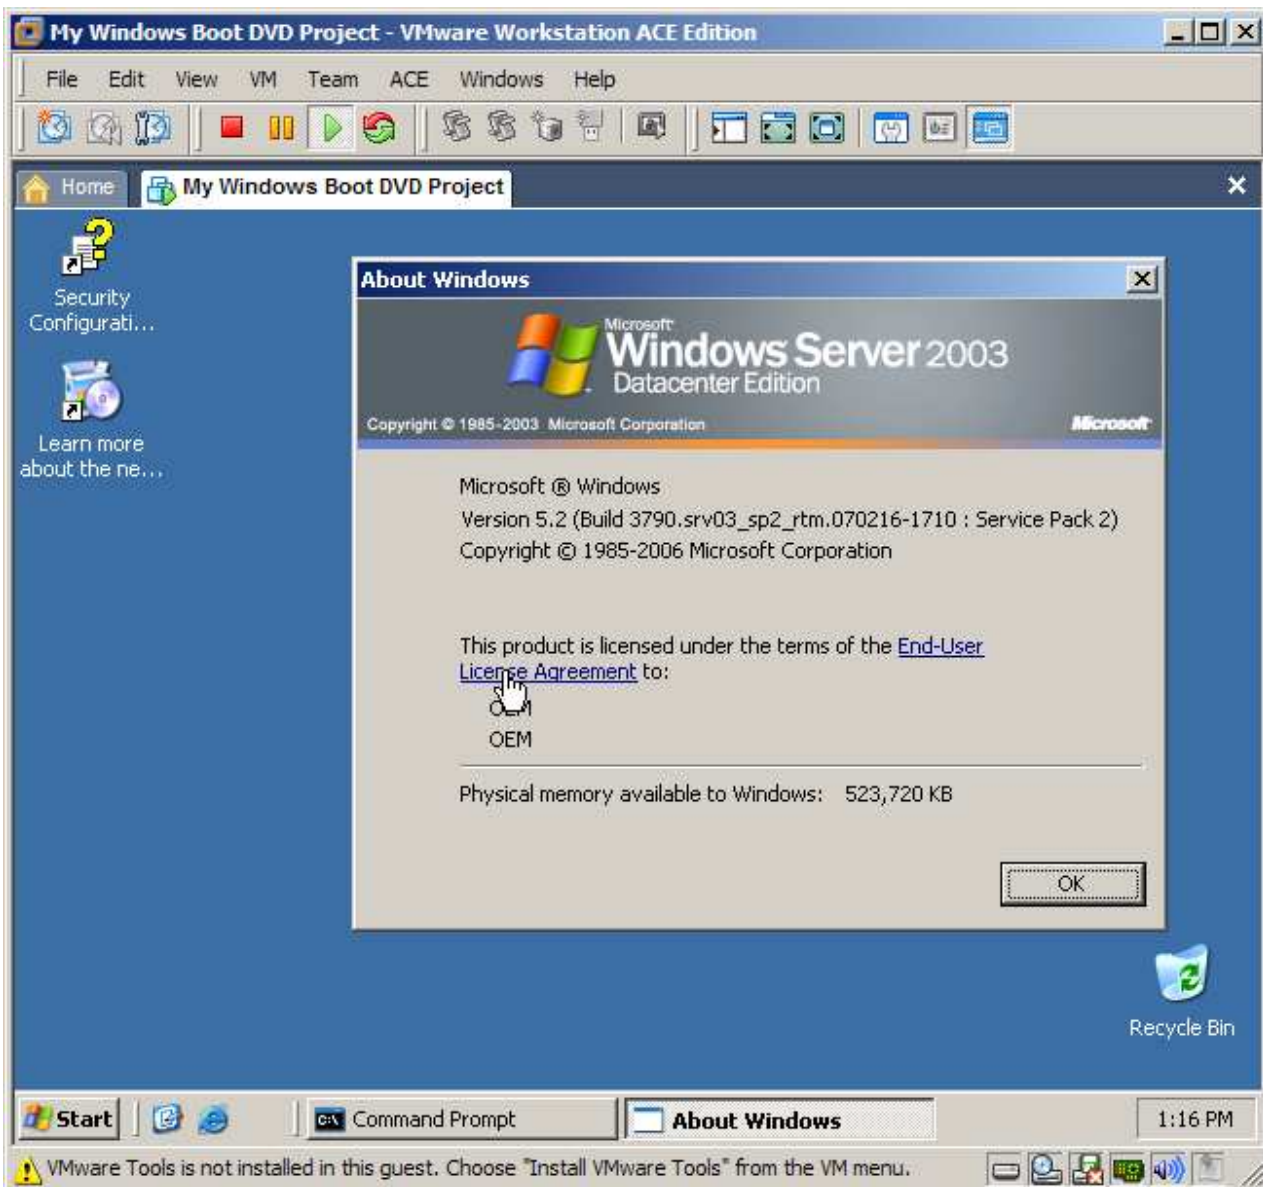 My Windows Boot DVD Project - VMware Workstation ACE Edition
File Edit View VM Team ACE Windows Help
Home My Windows Boot DVD Project
Security
Configurati...
Learn more
about the ne...
About Windows
Microsoft
Windows Server 2003
Datacenter Edition
Copyright © 1985-2003 Microsoft Corporation Microsoft
Microsoft ® Windows
Version 5.2 (Build 3790.srv03_sp2_rtm.070216-1710 : Service Pack 2)
Copyright © 1985-2006 Microsoft Corporation
This product is licensed under the terms of the End-User
License Agreement to:
OEM
OEM
Physical memory available to Windows: 523,720 KB
OK
Recycle Bin
Start Command Prompt About Windows 1:16 PM
VMware Tools is not installed in this guest. Choose "Install VMware Tools" from the VM menu.